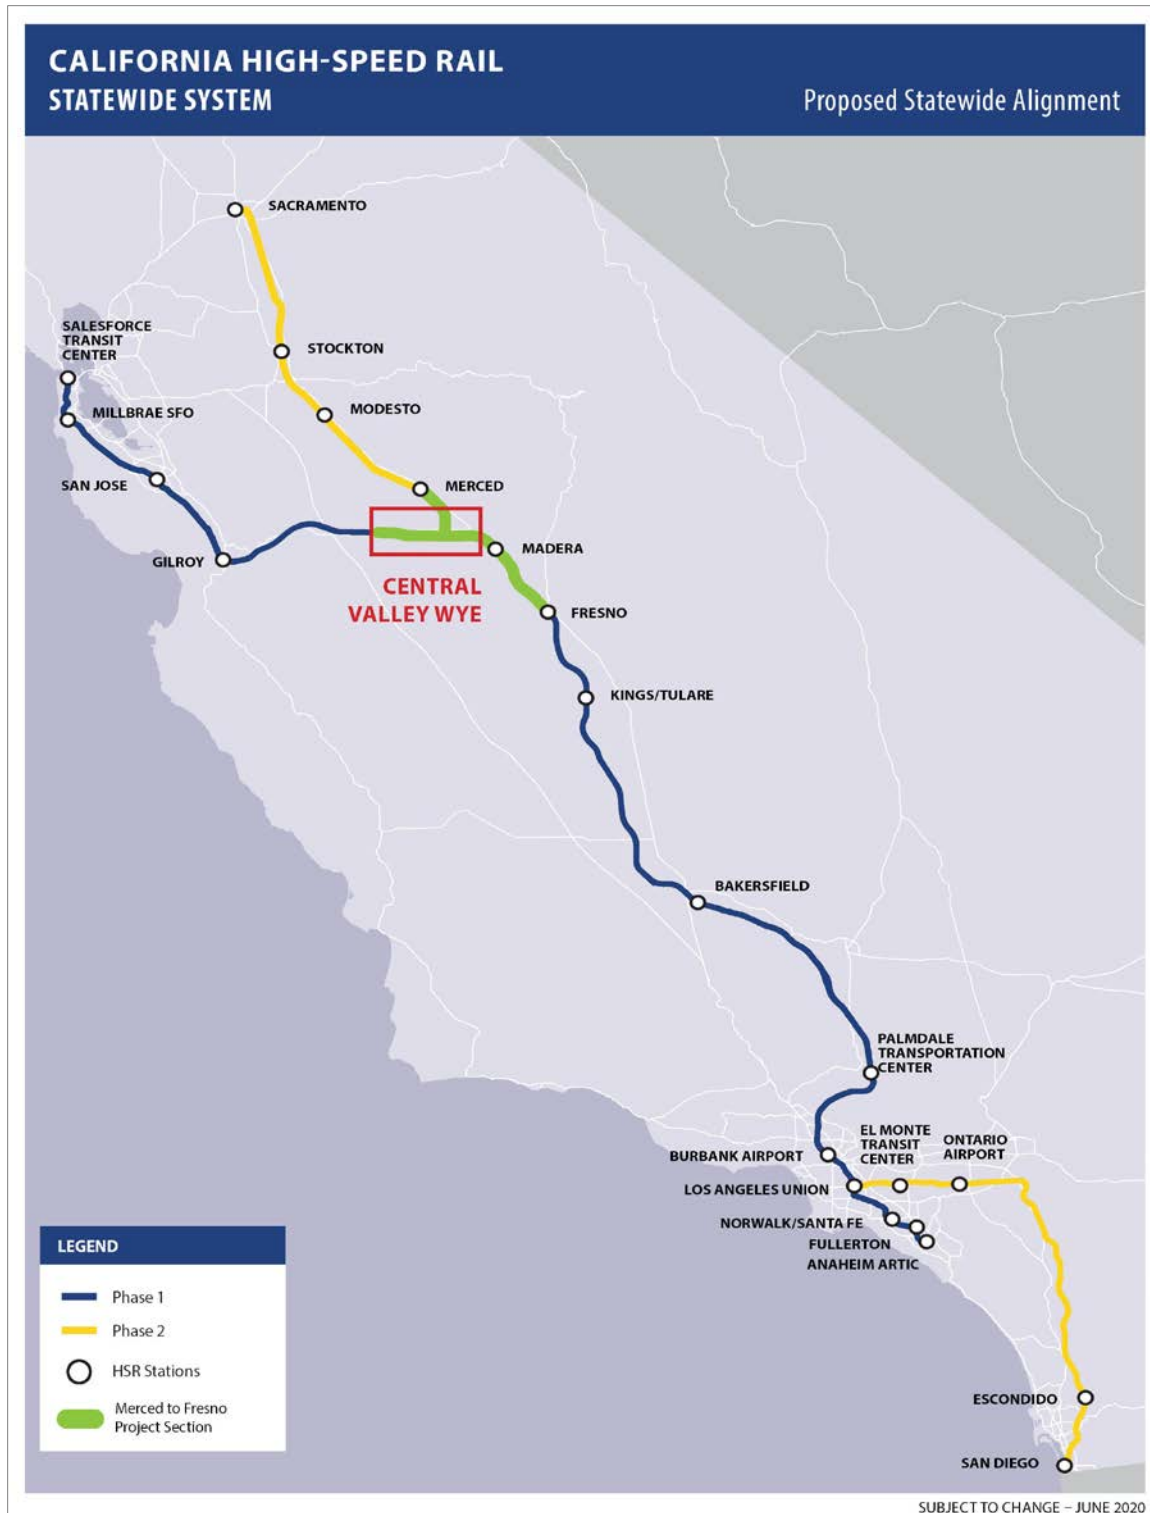 CALIFORNIA HIGH-SPEED RAIL
STATEWIDE SYSTEM
Proposed Statewide Alignment
SACRAMENTO
SALESFORCE
TRANSIT
CENTER
STOCKTON
MILLBRAE SFO
MODESTO
SAN JOSE
MERCED
GILROY
MADERA
CENTRAL
VALLEY WYE
FRESNO
KINGS/TULARE
BAKERSFIELD
PALMDALE
TRANSPORTATION
CENTER
EL MONTE
TRANSIT
CENTER
ONTARIO
AIRPORT
BURBANK AIRPORT
LOS ANGELES UNION
NORWALK/SANTA FE
FULLERTON
ANAHEIM ARTIC
LEGEND
Phase 1
Phase 2
HSR Stations
Merced to Fresno
Project Section
ESCONDIDO
SAN DIEGO
SUBJECT TO CHANGE – JUNE 2020